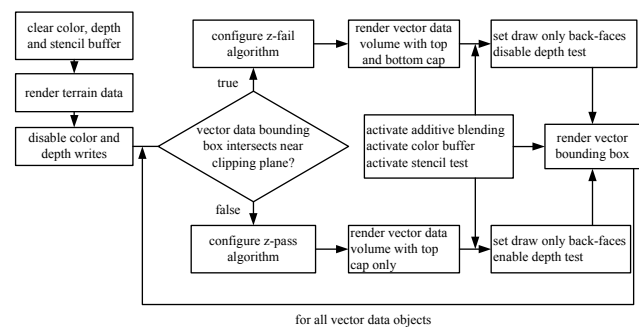 clear color, depth
and stencil buffer
render terrain data
disable color and
depth writes
vector data bounding
box intersects near
clipping plane?
true
false
configure z-fail
algorithm
render vector data
volume with top
and bottom cap
set draw only back-faces
disable depth test
activate additive blending
activate color buffer
activate stencil test
render vector
bounding box
configure z-pass
algorithm
render vector data
volume with top
cap only
set draw only back-faces
enable depth test
for all vector data objects